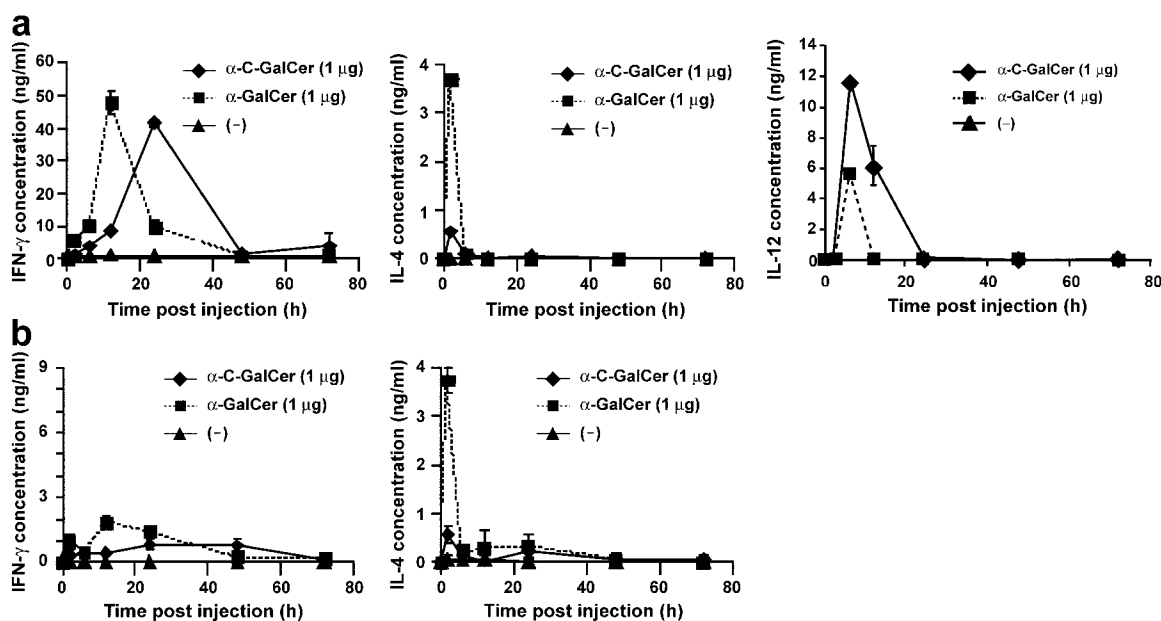 a
IFN-γ concentration (ng/ml)
60
50
40
30
20
10
0
α-C-GalCer (1 μg)
α-GalCer (1 μg)
(−)
0 20 40 60 80
Time post injection (h)
IL-4 concentration (ng/ml)
4
3
2
1
0
α-C-GalCer (1 μg)
α-GalCer (1 μg)
(−)
0 20 40 60 80
Time post injection (h)
IL-12 concentration (ng/ml)
14
12
10
8
6
4
2
0
α-C-GalCer (1 μg)
α-GalCer (1 μg)
(−)
0 20 40 60 80
Time post injection (h)
b
IFN-γ concentration (ng/ml)
9
6
3
0
α-C-GalCer (1 μg)
α-GalCer (1 μg)
(−)
0 20 40 60 80
Time post injection (h)
IL-4 concentration (ng/ml)
4
3
2
1
0
α-C-GalCer (1 μg)
α-GalCer (1 μg)
(−)
0 20 40 60 80
Time post injection (h)